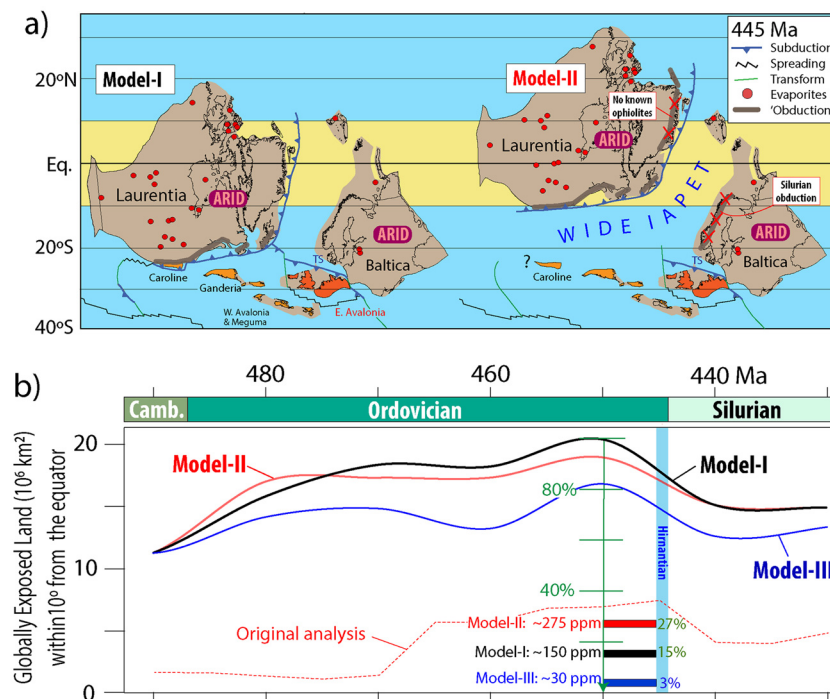 a)
445 Ma
Subduction
Spreading
Transform
Evaporites
'Obduction'
20ºN
Eq.
20ºS
40ºS
Model-I
Laurentia
ARID
ARID
Baltica
TS
Caroline
Ganderia
W. Avalonia
& Meguma
E. Avalonia
Model-II
No known
ophiolites
Laurentia
ARID
WIDE IAPET
Silurian
obduction
ARID
Baltica
TS
?
Caroline
b)
480
460
440 Ma
Camb.
Ordovician
Silurian
Globally Exposed Land (10⁶ km²)
within10º from the equator
20
10
0
Model-II
Model-I
Model-III
80%
40%
Hirnantian
Original analysis
Model-II: ~275 ppm
27%
Model-I: ~150 ppm
15%
Model-III: ~30 ppm
3%